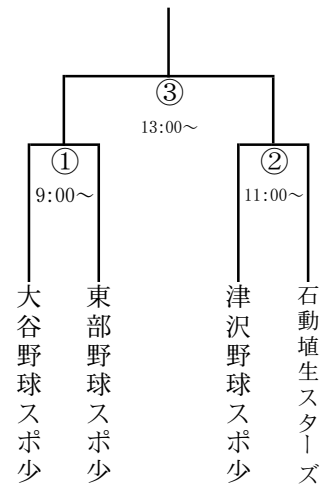 ③
13:00～
①
9:00～
②
11:00～
大谷野球スポ少
東部野球スポ少
津沢野球スポ少
石動埴生スターズ